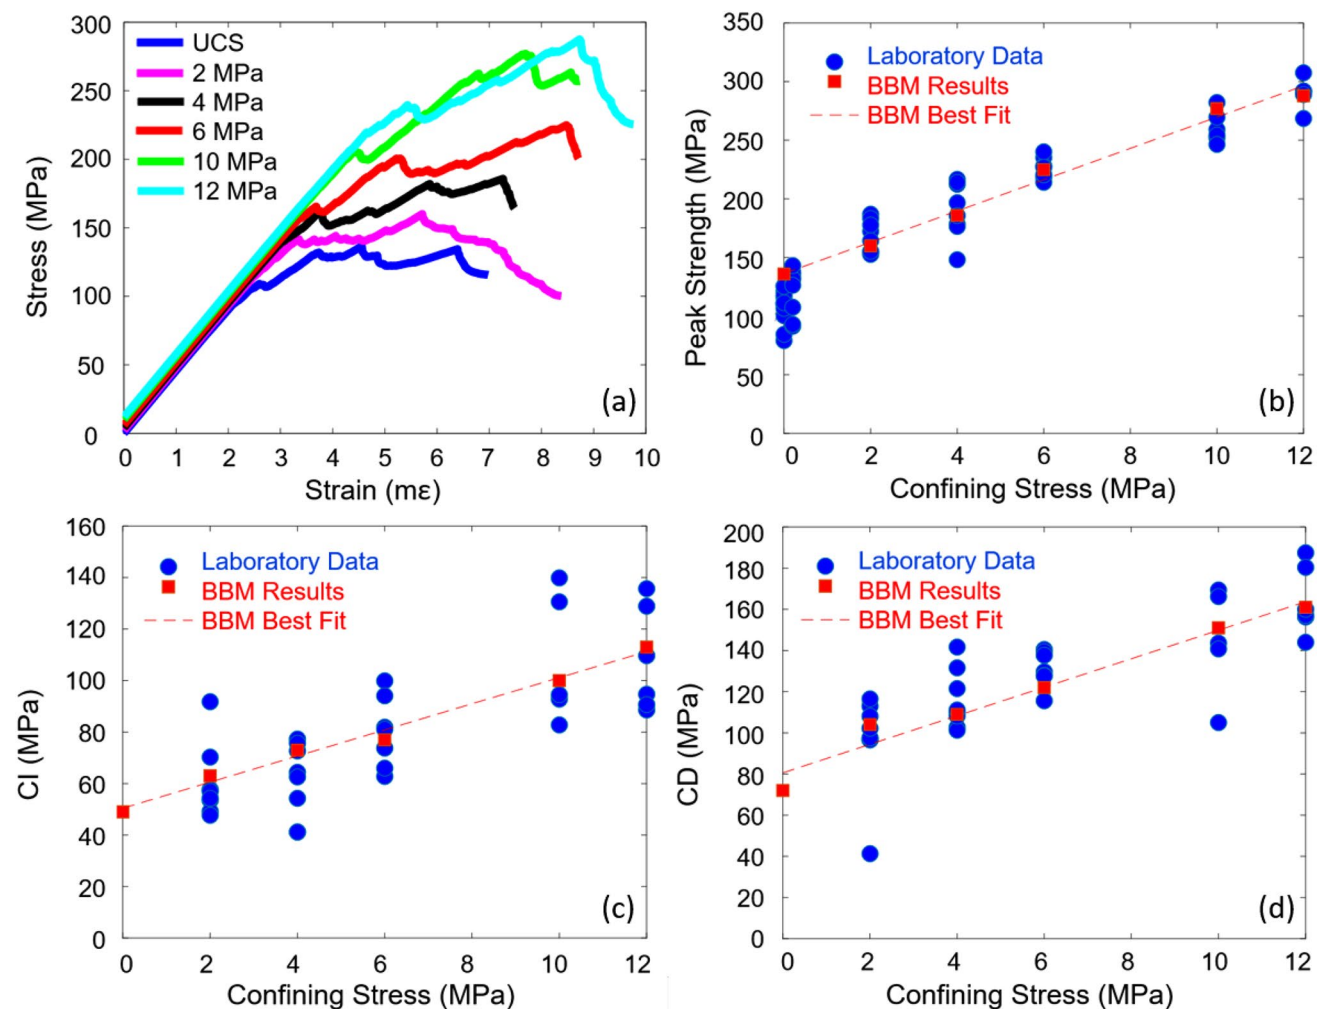 300
250
200
150
100
50
0
Stress (MPa)
UCS
2 MPa
4 MPa
6 MPa
10 MPa
12 MPa
(a)
0 1 2 3 4 5 6 7 8 9 10
Strain (mε)
350
300
250
200
150
100
50
0
Peak Strength (MPa)
Laboratory Data
BBM Results
BBM Best Fit
(b)
0 2 4 6 8 10 12
Confining Stress (MPa)
160
140
120
100
80
60
40
20
0
CI (MPa)
Laboratory Data
BBM Results
BBM Best Fit
(c)
0 2 4 6 8 10 12
Confining Stress (MPa)
200
180
160
140
120
100
80
60
40
20
0
CD (MPa)
Laboratory Data
BBM Results
BBM Best Fit
(d)
0 2 4 6 8 10 12
Confining Stress (MPa)